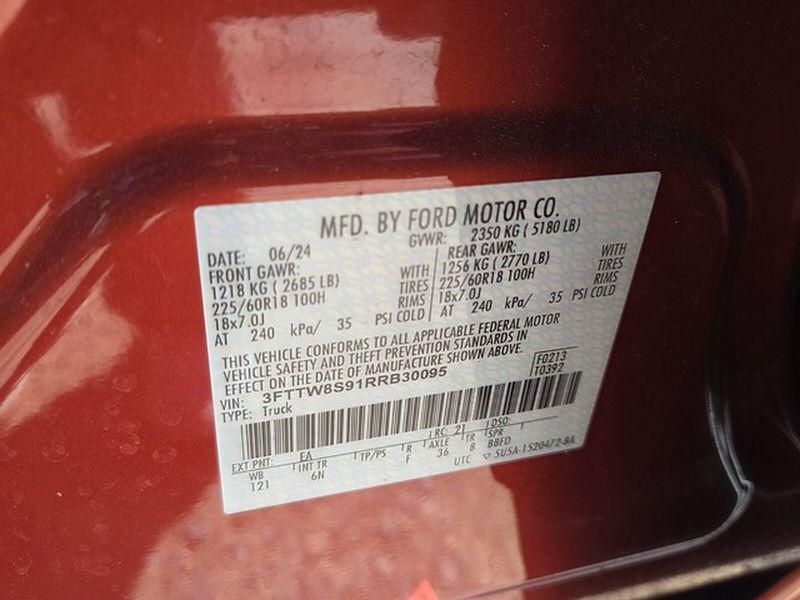 MFD. BY FORD MOTOR CO.
DATE: 06/24 GVWR: 2350 KG ( 5180 LB)
FRONT GAWR: REAR GAWR:
1218 KG ( 2685 LB) WITH 1256 KG ( 2770 LB) WITH
225/60R18 100H TIRES 225/60R18 100H TIRES
18x7.0J RIMS 18x7.0J RIMS
AT 240 kPa/ 35 PSI COLD AT 240 kPa/ 35 PSI COLD
THIS VEHICLE CONFORMS TO ALL APPLICABLE FEDERAL MOTOR
VEHICLE SAFETY AND THEFT PREVENTION STANDARDS IN
EFFECT ON THE DATE OF MANUFACTURE SHOWN ABOVE.
VIN: 3FTTW8S91RRB30095 F0213
TYPE: Truck T0392
EXT PNT: EA RC: 21 DSO:
WB INT TR TP/PS R AXLE TR SPR
121 6N F 36 8 BBFD
UTC 5U5A-1520472-BA